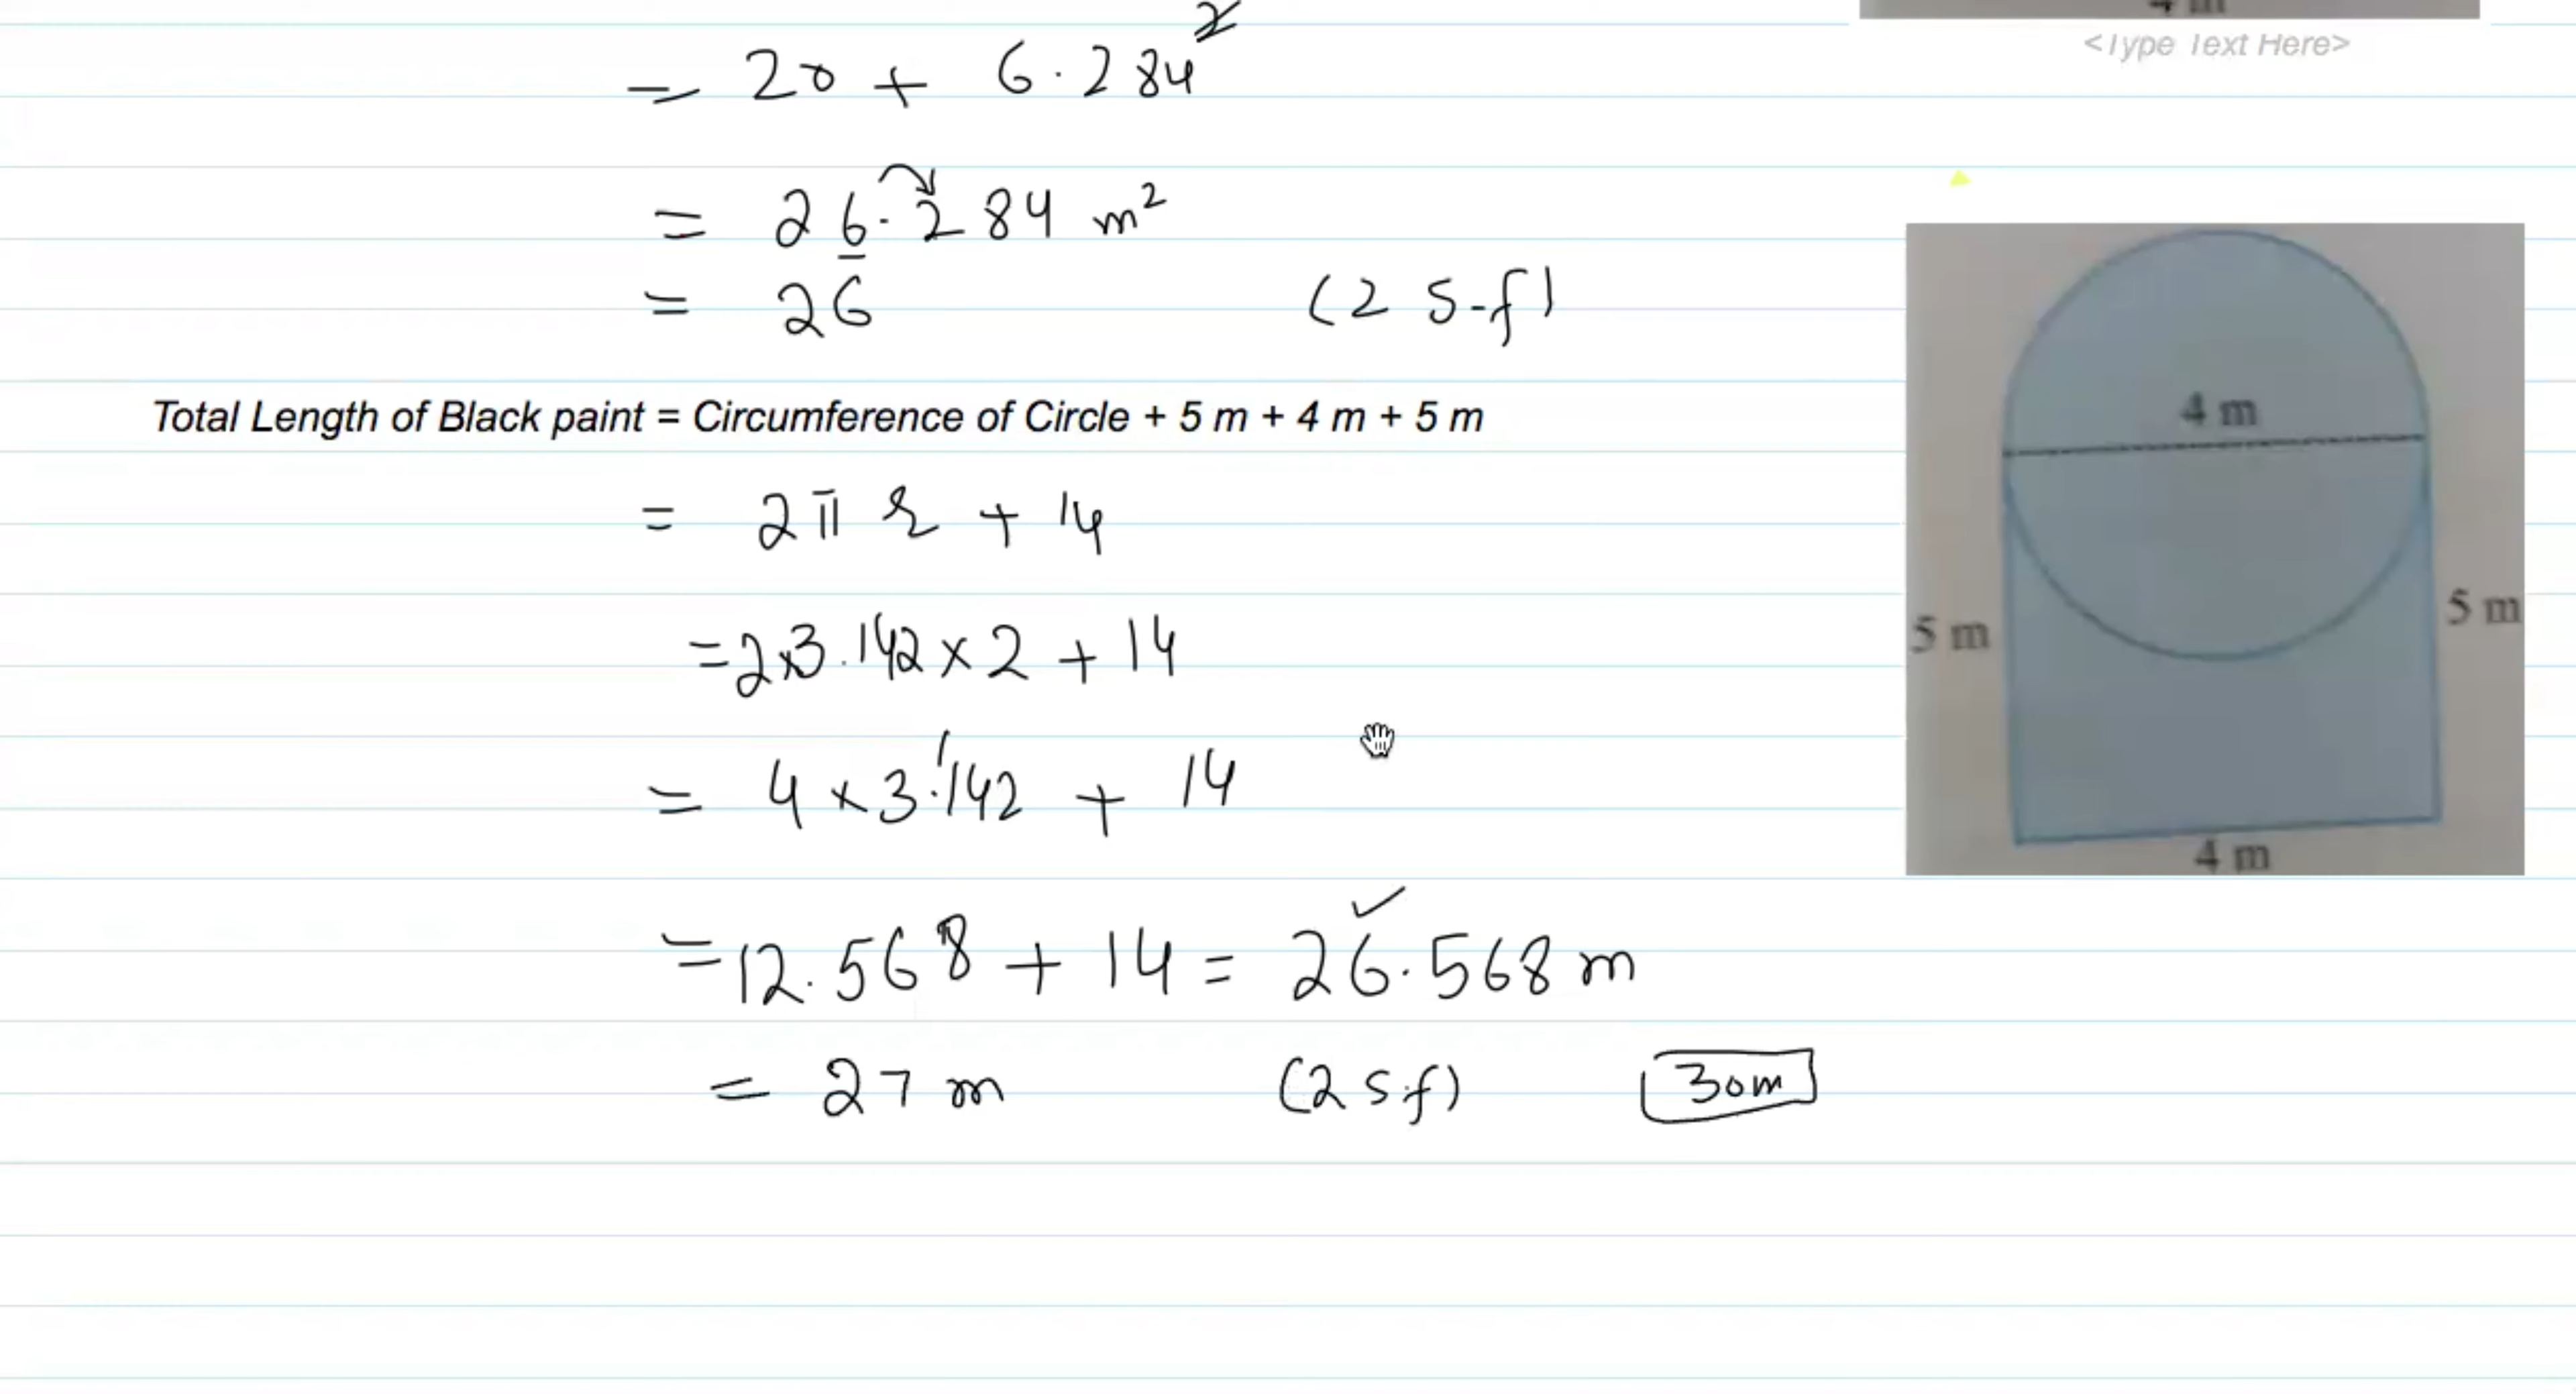 4 m
<Type Text Here>
= 20 + 6.284
= 26.284 m²
= 26 (2 s.f)
Total Length of Black paint = Circumference of Circle + 5 m + 4 m + 5 m
= 2π r + 14
= 2×3.142 × 2 + 14
= 4 × 3.142 + 14
= 12.568 + 14 = 26.568 m
= 27 m (2 s.f) 30m
4 m
5 m
5 m
4 m